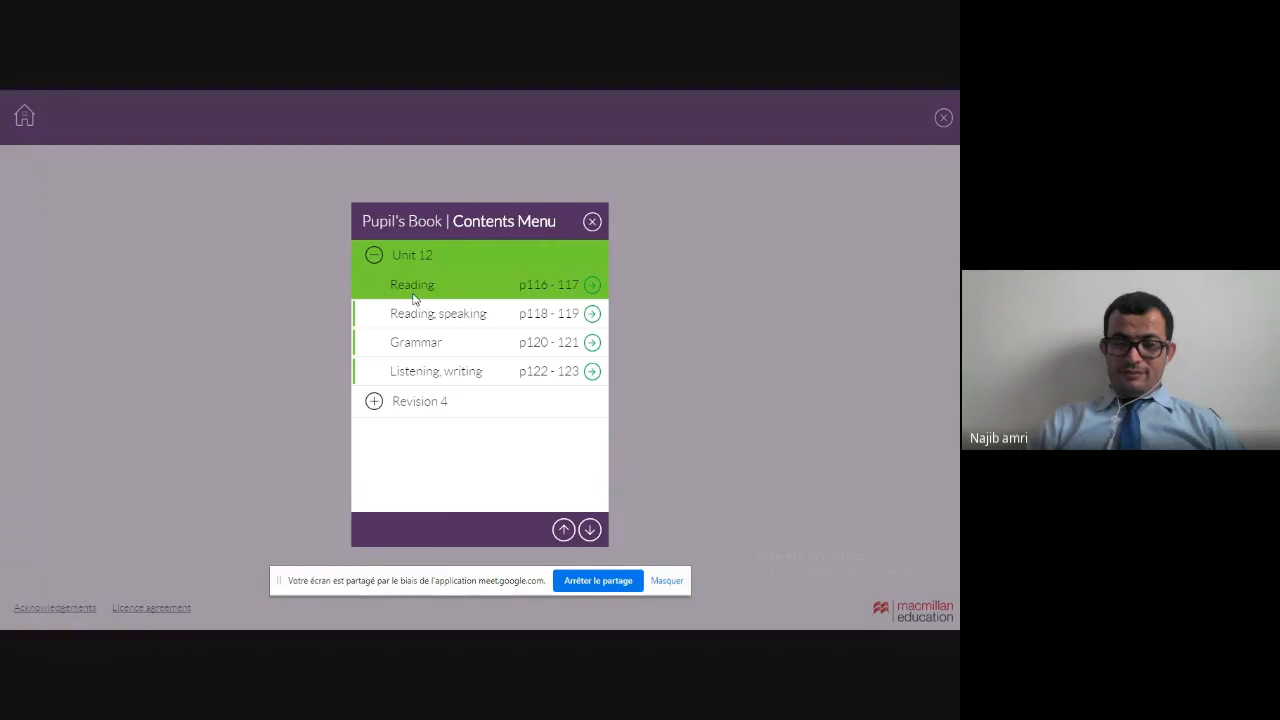 Pupil's Book | Contents Menu
Unit 12
Reading p116 - 117
Reading, speaking p118 - 119
Grammar p120 - 121
Listening, writing p122 - 123
Revision 4
Najib amri
Votre écran est partagé par le biais de l'application meet.google.com. Arrêter le partage Masquer
Acknowledgements Licence agreement
macmillan
education